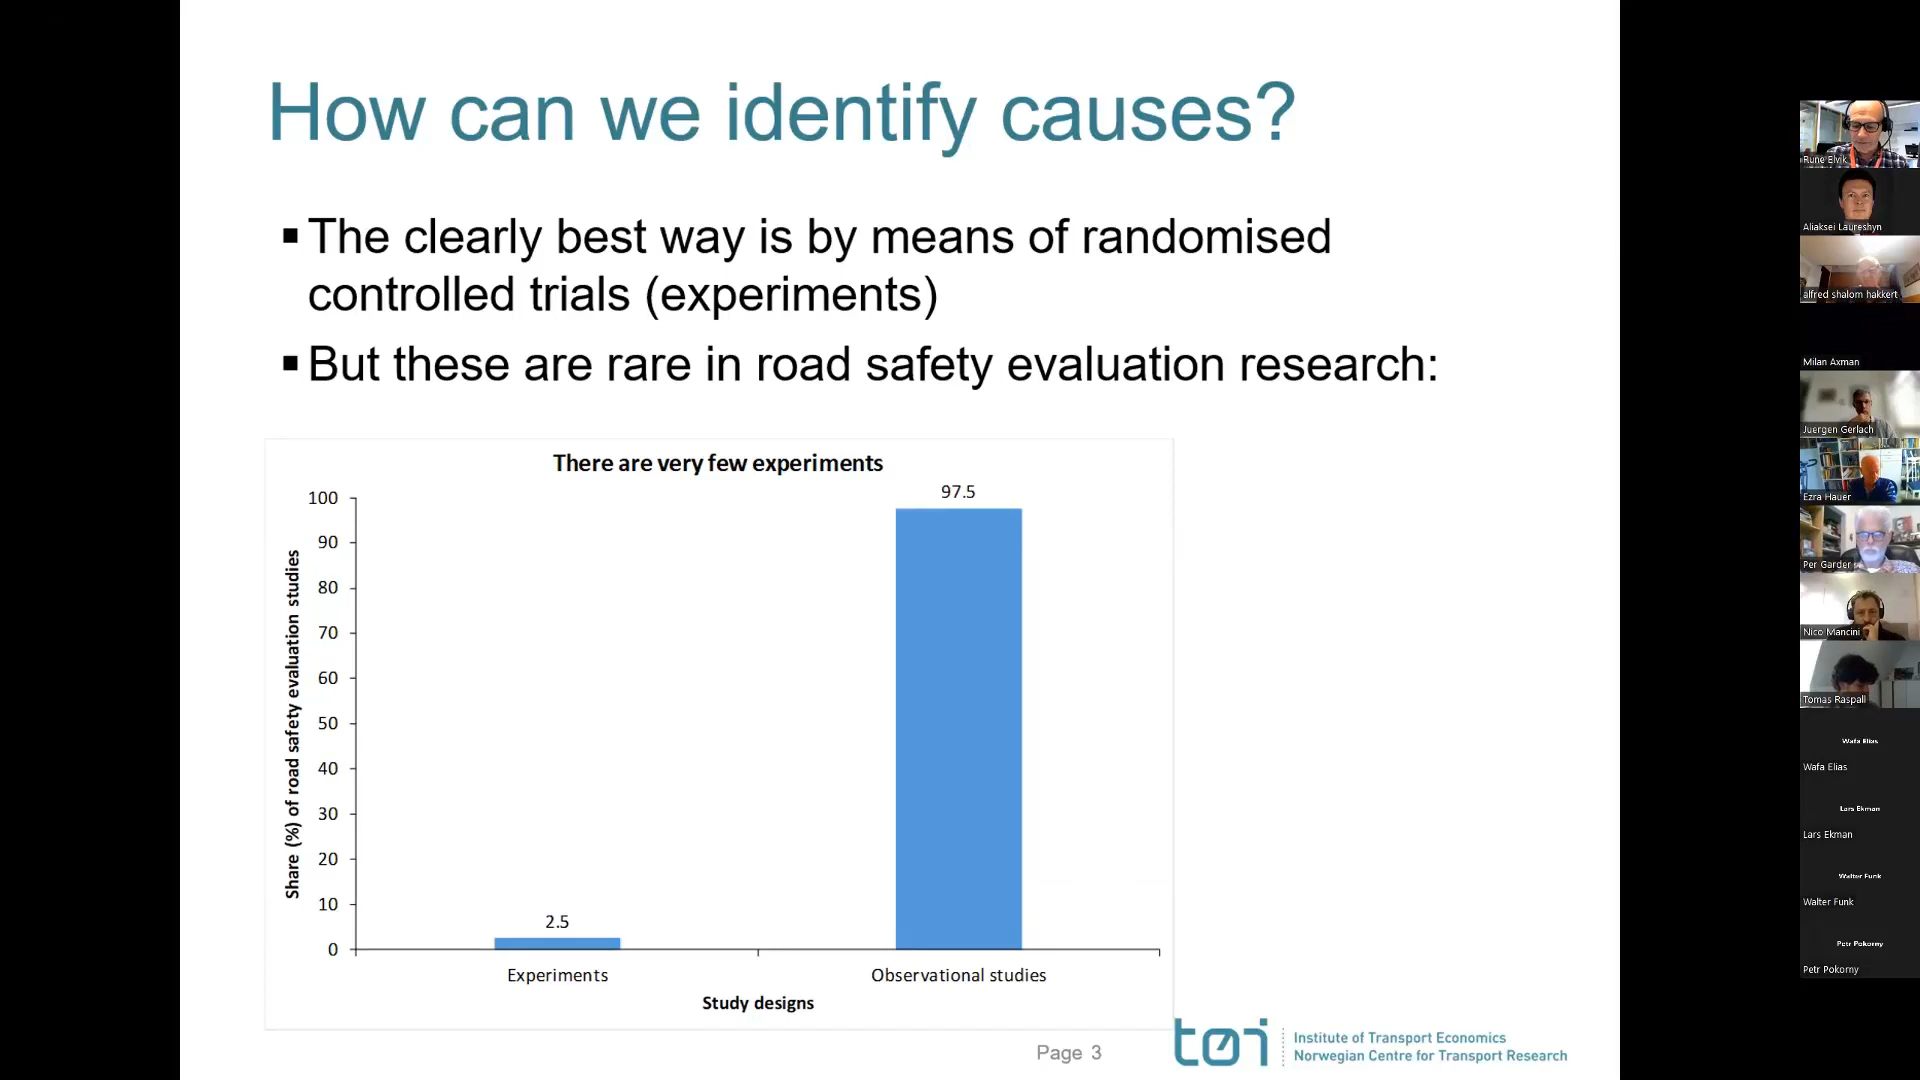 How can we identify causes?
▪ The clearly best way is by means of randomised
controlled trials (experiments)
▪ But these are rare in road safety evaluation research:
There are very few experiments
Share (%) of road safety evaluation studies
100
90
80
70
60
50
40
30
20
10
0
2.5
97.5
Experiments
Observational studies
Study designs
Page 3
tøi
Institute of Transport Economics
Norwegian Centre for Transport Research
Rune Elvik
Aliaksei Laureshyn
alfred shalom hakkert
Milan Axman
Juergen Gerlach
Ezra Hauer
Per Garder
Nico Mancini
Tomas Raspall
Wafa Elias
Wafa Elias
Lars Ekman
Lars Ekman
Walter Funk
Walter Funk
Petr Pokorny
Petr Pokorny